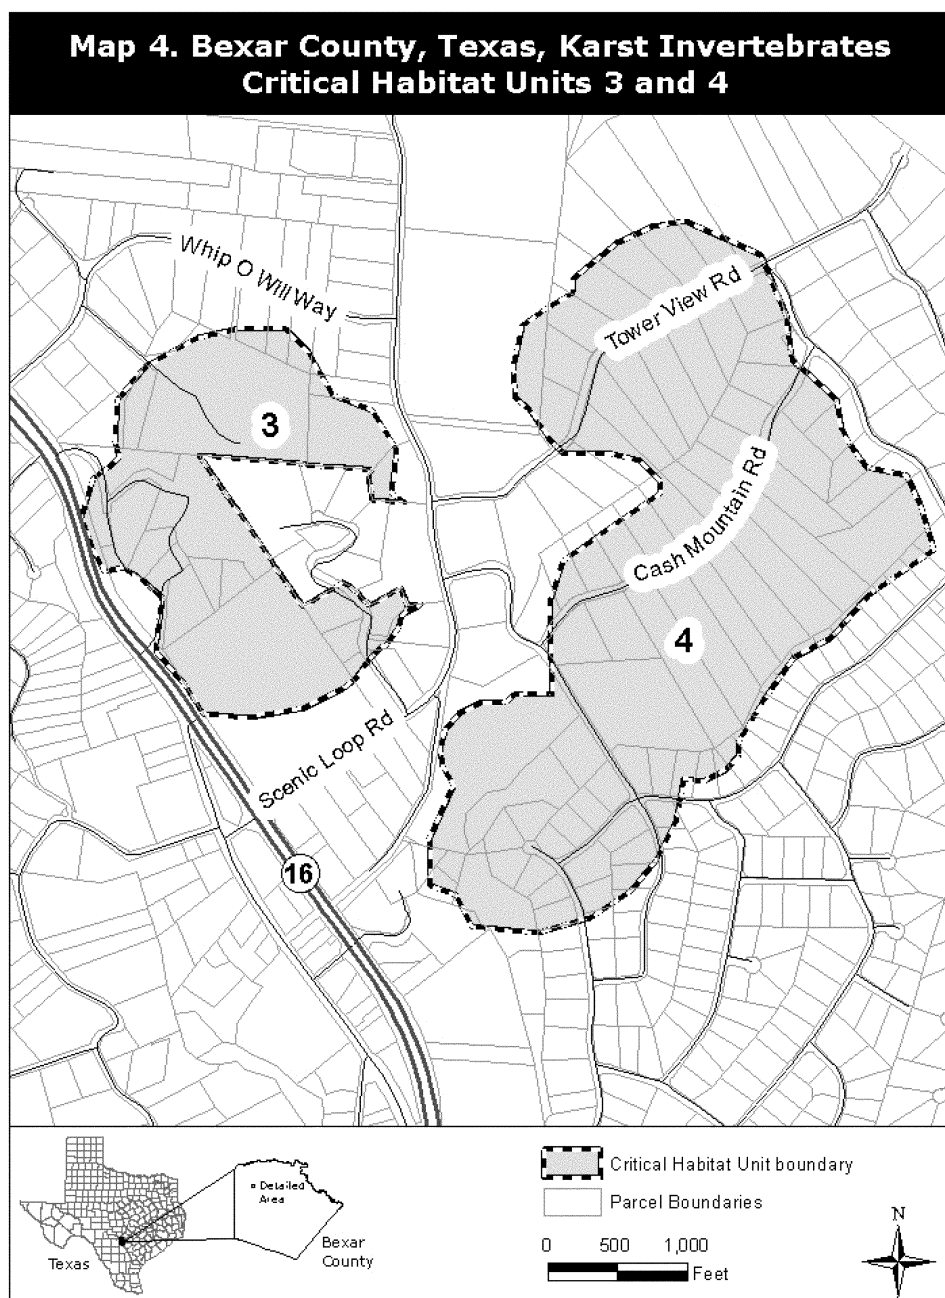 Map 4. Bexar County, Texas, Karst Invertebrates
Critical Habitat Units 3 and 4
Whip O Will Way
Tower View Rd
3
Cash Mountain Rd
4
Scenic Loop Rd
16
Texas
Detailed
Area
Bexar
County
Critical Habitat Unit boundary
Parcel Boundaries
0 500 1,000
Feet
N